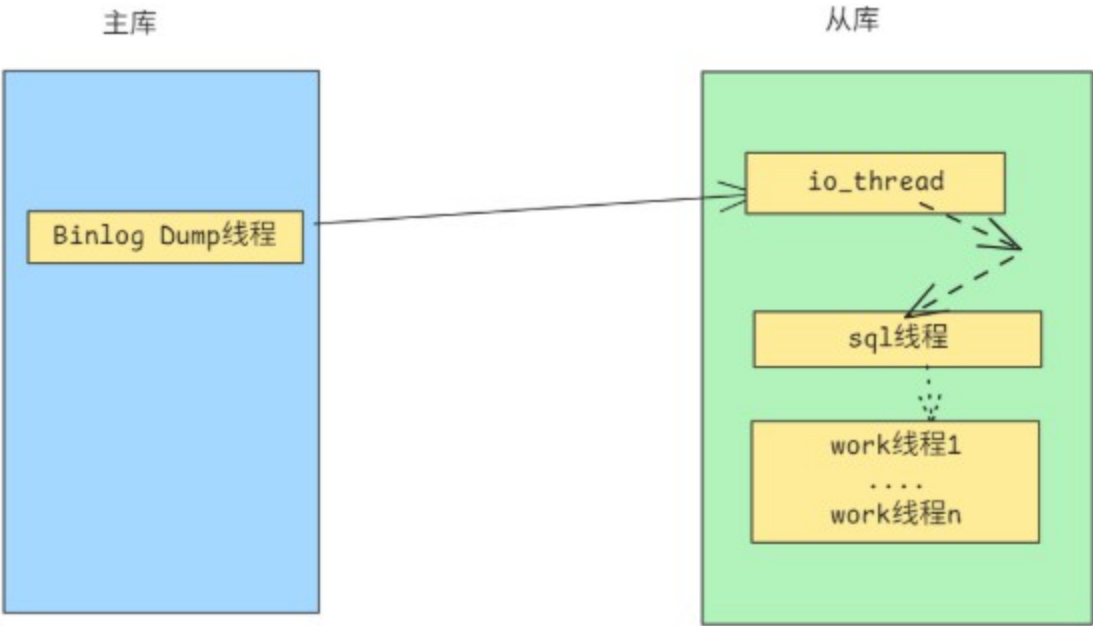 主库
从库
Binlog Dump线程
io_thread
sql线程
work线程1
....
work线程n